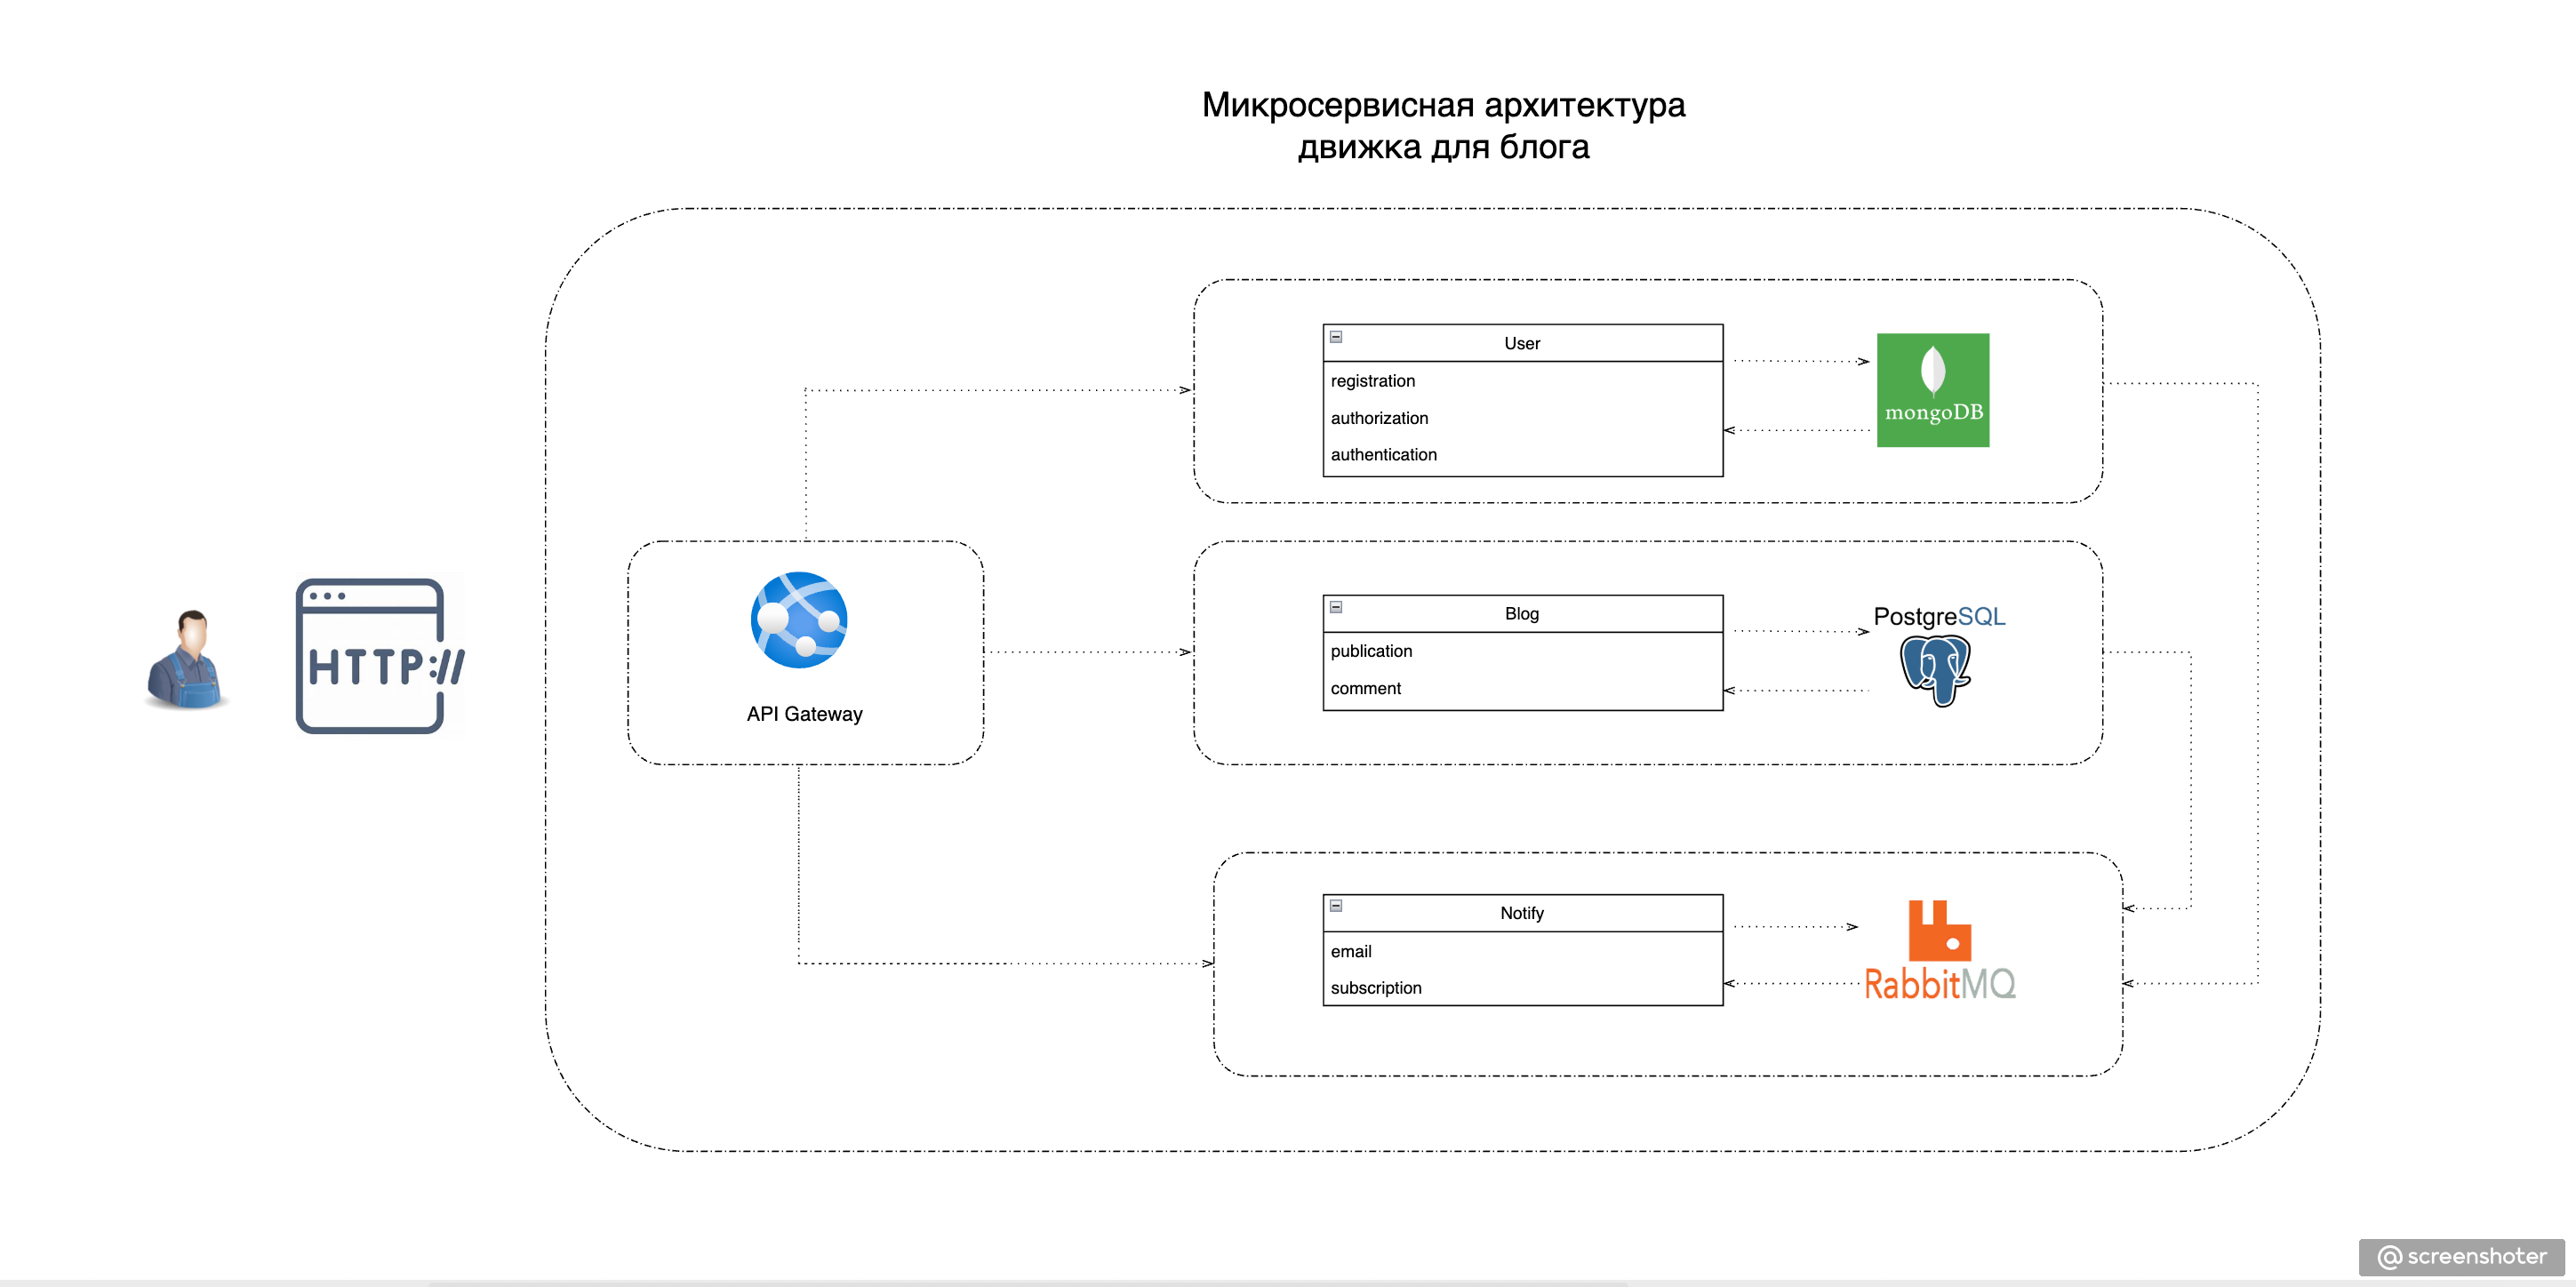 Микросервисная архитектура
движка для блога
User
registration
authorization
authentication
mongoDB
HTTP://
API Gateway
Blog
publication
comment
PostgreSQL
Notify
email
subscription
RabbitMQ
@screenshoter